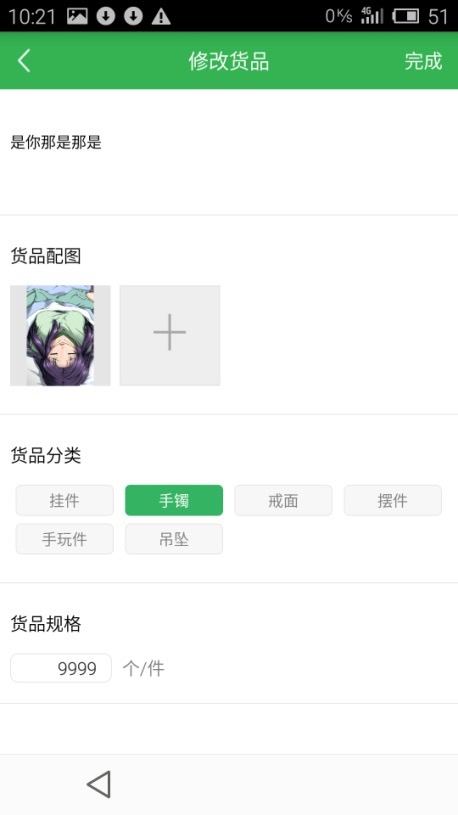 10:21 0K/s 4G 51
修改货品 完成
是你那是那是
货品配图
货品分类
挂件 手镯 戒面 摆件
手玩件 吊坠
货品规格
9999 个/件